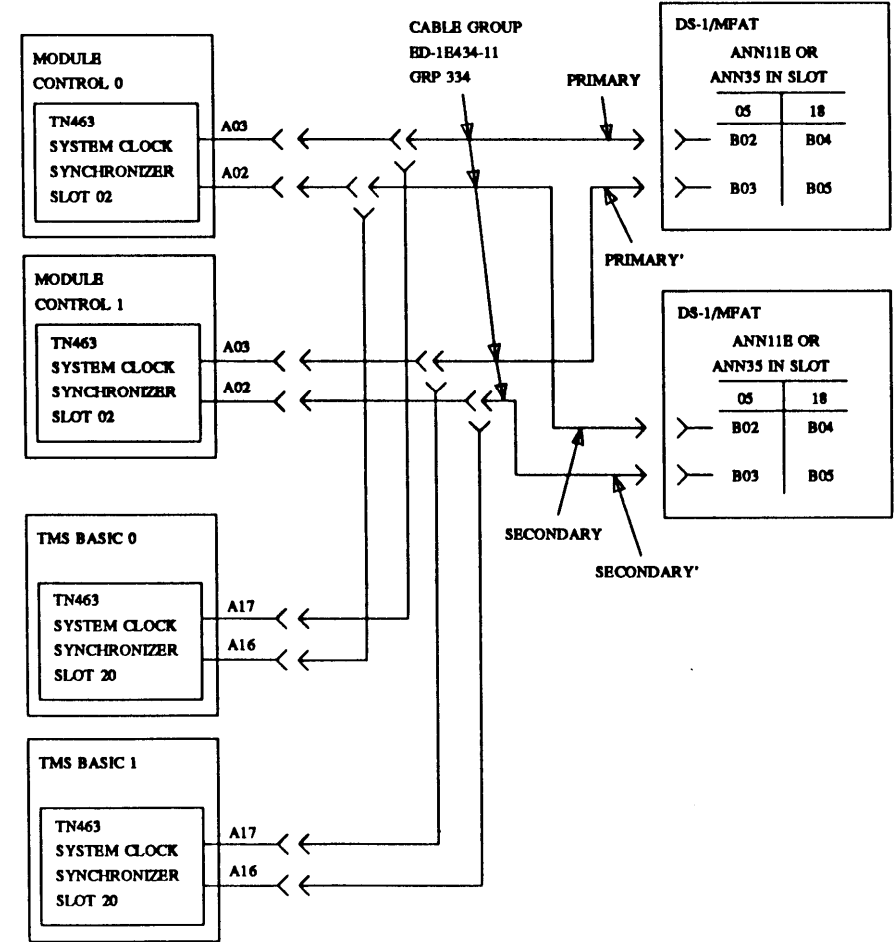 CABLE GROUP
ED-1E434-11
GRP 334
PRIMARY
MODULE
CONTROL 0
TN463
SYSTEM CLOCK
SYNCHRONIZER
SLOT 02
A03
A02
DS-1/MFAT
ANN11E OR
ANN35 IN SLOT
05 18
B02 B04
B03 B05
PRIMARY'
MODULE
CONTROL 1
TN463
SYSTEM CLOCK
SYNCHRONIZER
SLOT 02
A03
A02
DS-1/MFAT
ANN11E OR
ANN35 IN SLOT
05 18
B02 B04
B03 B05
SECONDARY
SECONDARY'
TMS BASIC 0
TN463
SYSTEM CLOCK
SYNCHRONIZER
SLOT 20
A17
A16
TMS BASIC 1
TN463
SYSTEM CLOCK
SYNCHRONIZER
SLOT 20
A17
A16